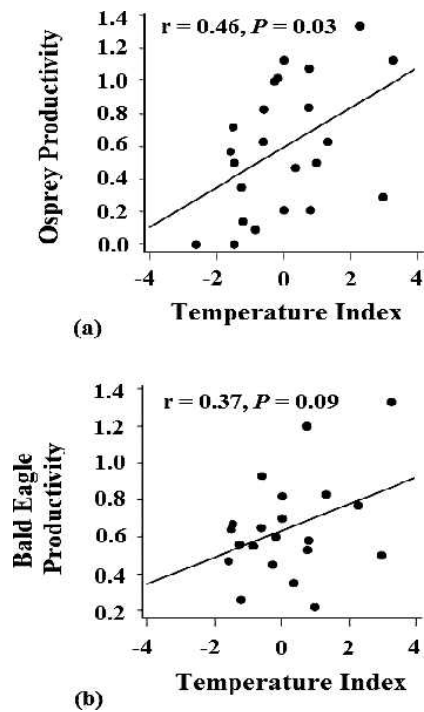 1.4
r = 0.46, P = 0.03
1.2
1.0
0.8
0.6
0.4
0.2
0.0
Osprey Productivity
-4 -2 0 2 4
Temperature Index
(a)
1.4
r = 0.37, P = 0.09
1.2
1.0
0.8
0.6
0.4
0.2
Bald Eagle
Productivity
-4 -2 0 2 4
Temperature Index
(b)